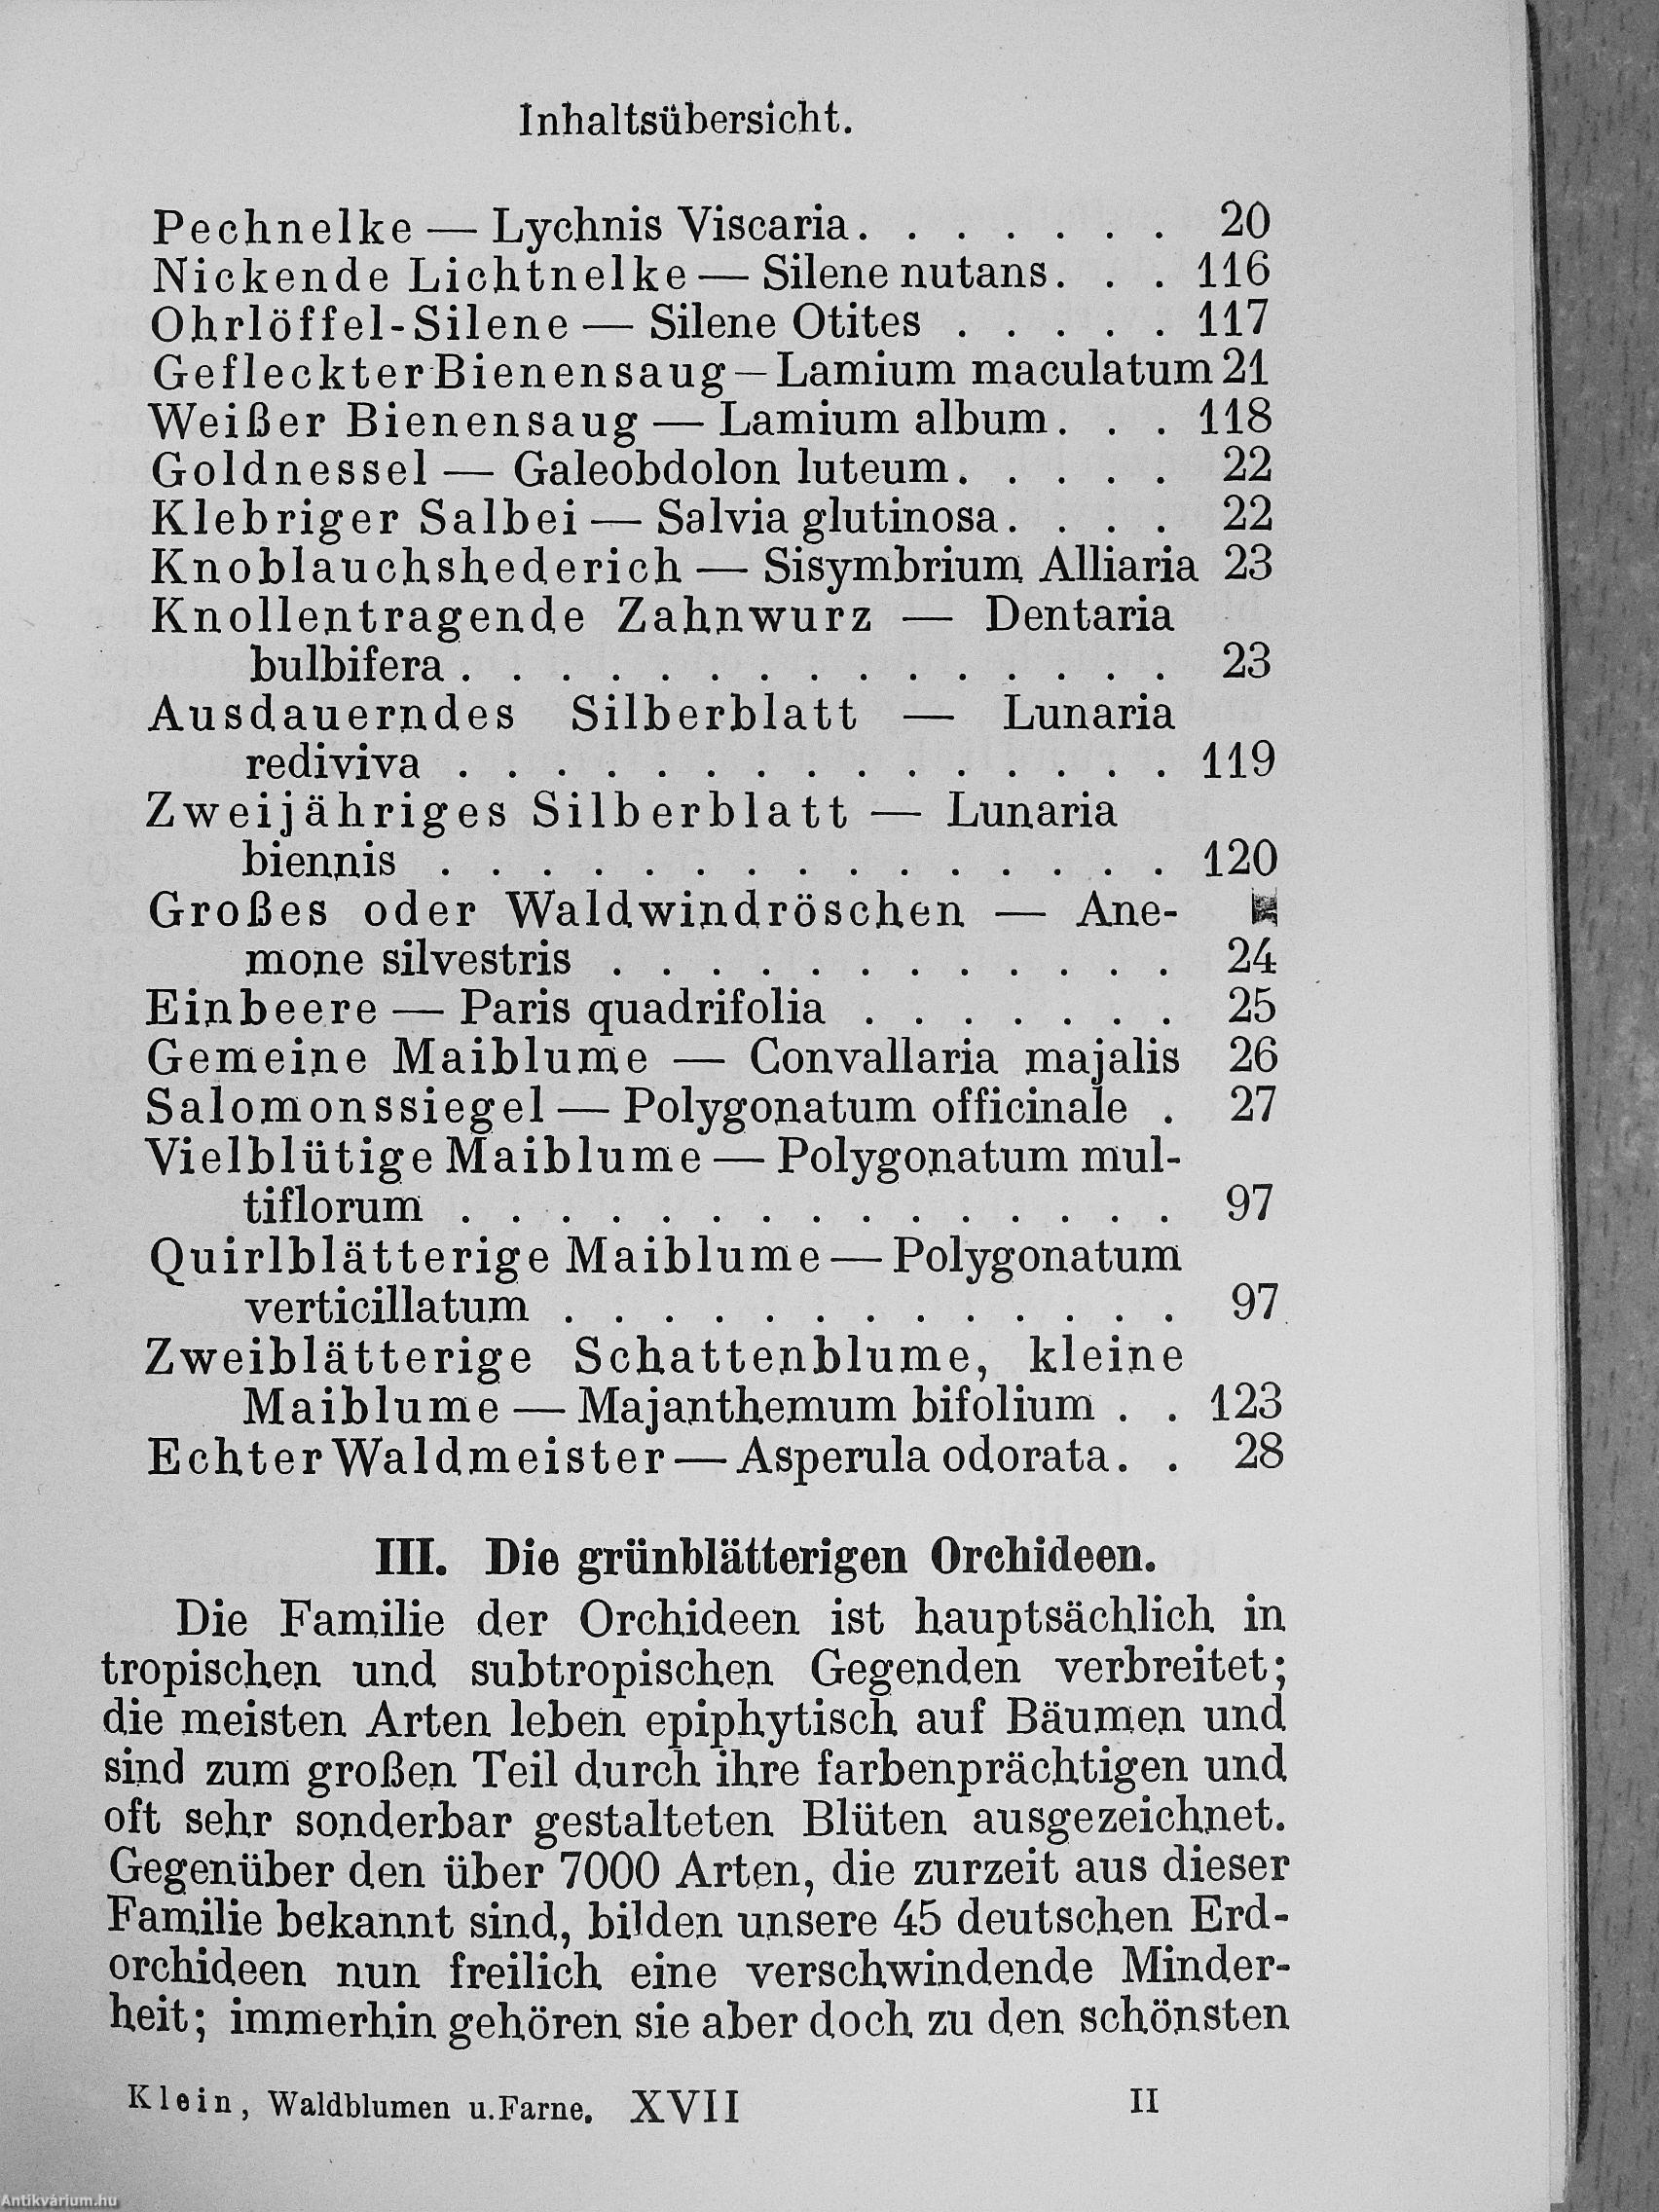 Inhaltsübersicht.
Pechnelke — Lychnis Viscaria. . . . . . . 20
Nickende Lichtnelke — Silene nutans. . . 116
Ohrlöffel-Silene — Silene Otites . . . . . 117
Gefleckter Bienensaug — Lamium maculatum 21
Weißer Bienensaug — Lamium album. . . 118
Goldnessel — Galeobdolon luteum. . . . . 22
Klebriger Salbei — Salvia glutinosa. . . . 22
Knoblauchshederich — Sisymbrium Alliaria 23
Knollentragende Zahnwurz — Dentaria
bulbifera . . . . . . . . . . . . . . . 23
Ausdauerndes Silberblatt — Lunaria
rediviva . . . . . . . . . . . . . . . 119
Zweijähriges Silberblatt — Lunaria
biennis . . . . . . . . . . . . . . . 120
Großes oder Waldwindröschen — Ane-
mone silvestris . . . . . . . . . . . . 24
Einbeere — Paris quadrifolia . . . . . . . 25
Gemeine Maiblume — Convallaria majalis 26
Salomonssiegel — Polygonatum officinale . 27
Vielblütige Maiblume — Polygonatum mul-
tiflorum . . . . . . . . . . . . . . . 97
Quirlblätterige Maiblume — Polygonatum
verticillatum . . . . . . . . . . . . . 97
Zweiblätterige Schattenblume, kleine
Maiblume — Majanthemum bifolium . . 123
Echter Waldmeister — Asperula odorata. . 28
III. Die grünblätterigen Orchideen.
Die Familie der Orchideen ist hauptsächlich in
tropischen und subtropischen Gegenden verbreitet;
die meisten Arten leben epiphytisch auf Bäumen und
sind zum großen Teil durch ihre farbenprächtigen und
oft sehr sonderbar gestalteten Blüten ausgezeichnet.
Gegenüber den über 7000 Arten, die zurzeit aus dieser
Familie bekannt sind, bilden unsere 45 deutschen Erd-
orchideen nun freilich eine verschwindende Minder-
heit; immerhin gehören sie aber doch zu den schönsten
Klein, Waldblumen u. Farne. XVII II
Antikvárium.hu